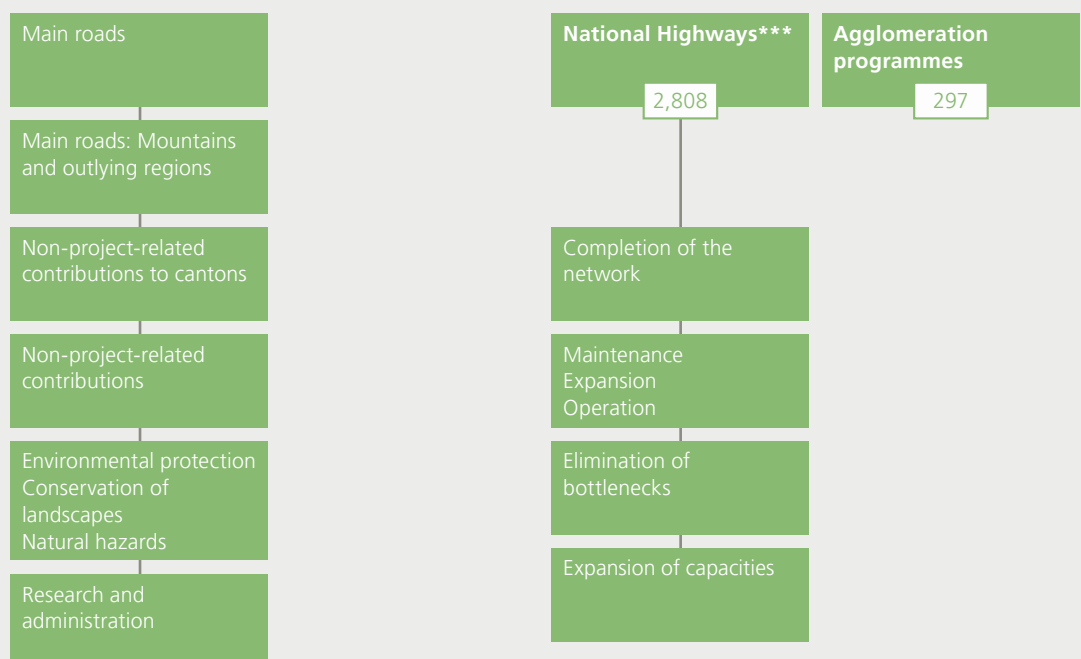 Main roads
Main roads: Mountains
and outlying regions
Non-project-related
contributions to cantons
Non-project-related
contributions
Environmental protection
Conservation of
landscapes
Natural hazards
Research and
administration
National Highways***
2,808
Completion of the
network
Maintenance
Expansion
Operation
Elimination of
bottlenecks
Expansion of capacities
Agglomeration
programmes
297